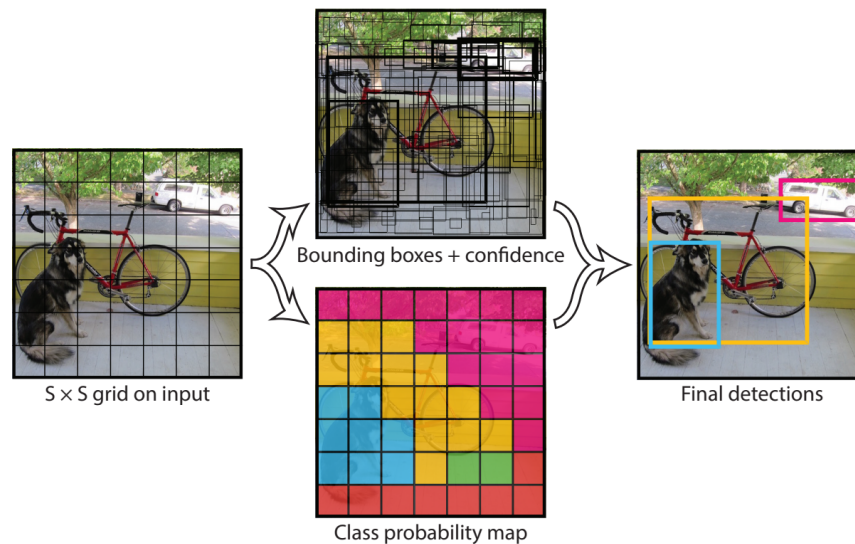 S × S grid on input
Bounding boxes + confidence
Class probability map
Final detections